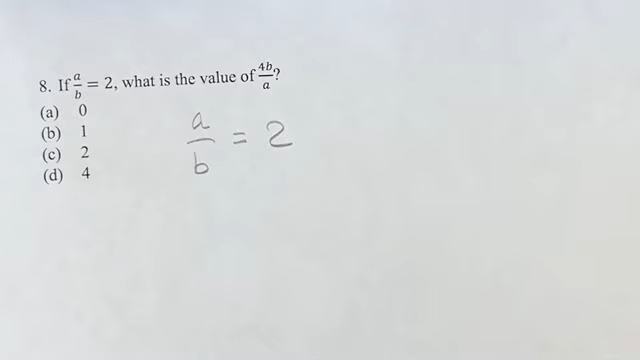 8. If a/b = 2, what is the value of 4b/a?
(a) 0
(b) 1
(c) 2
(d) 4
a/b = 2